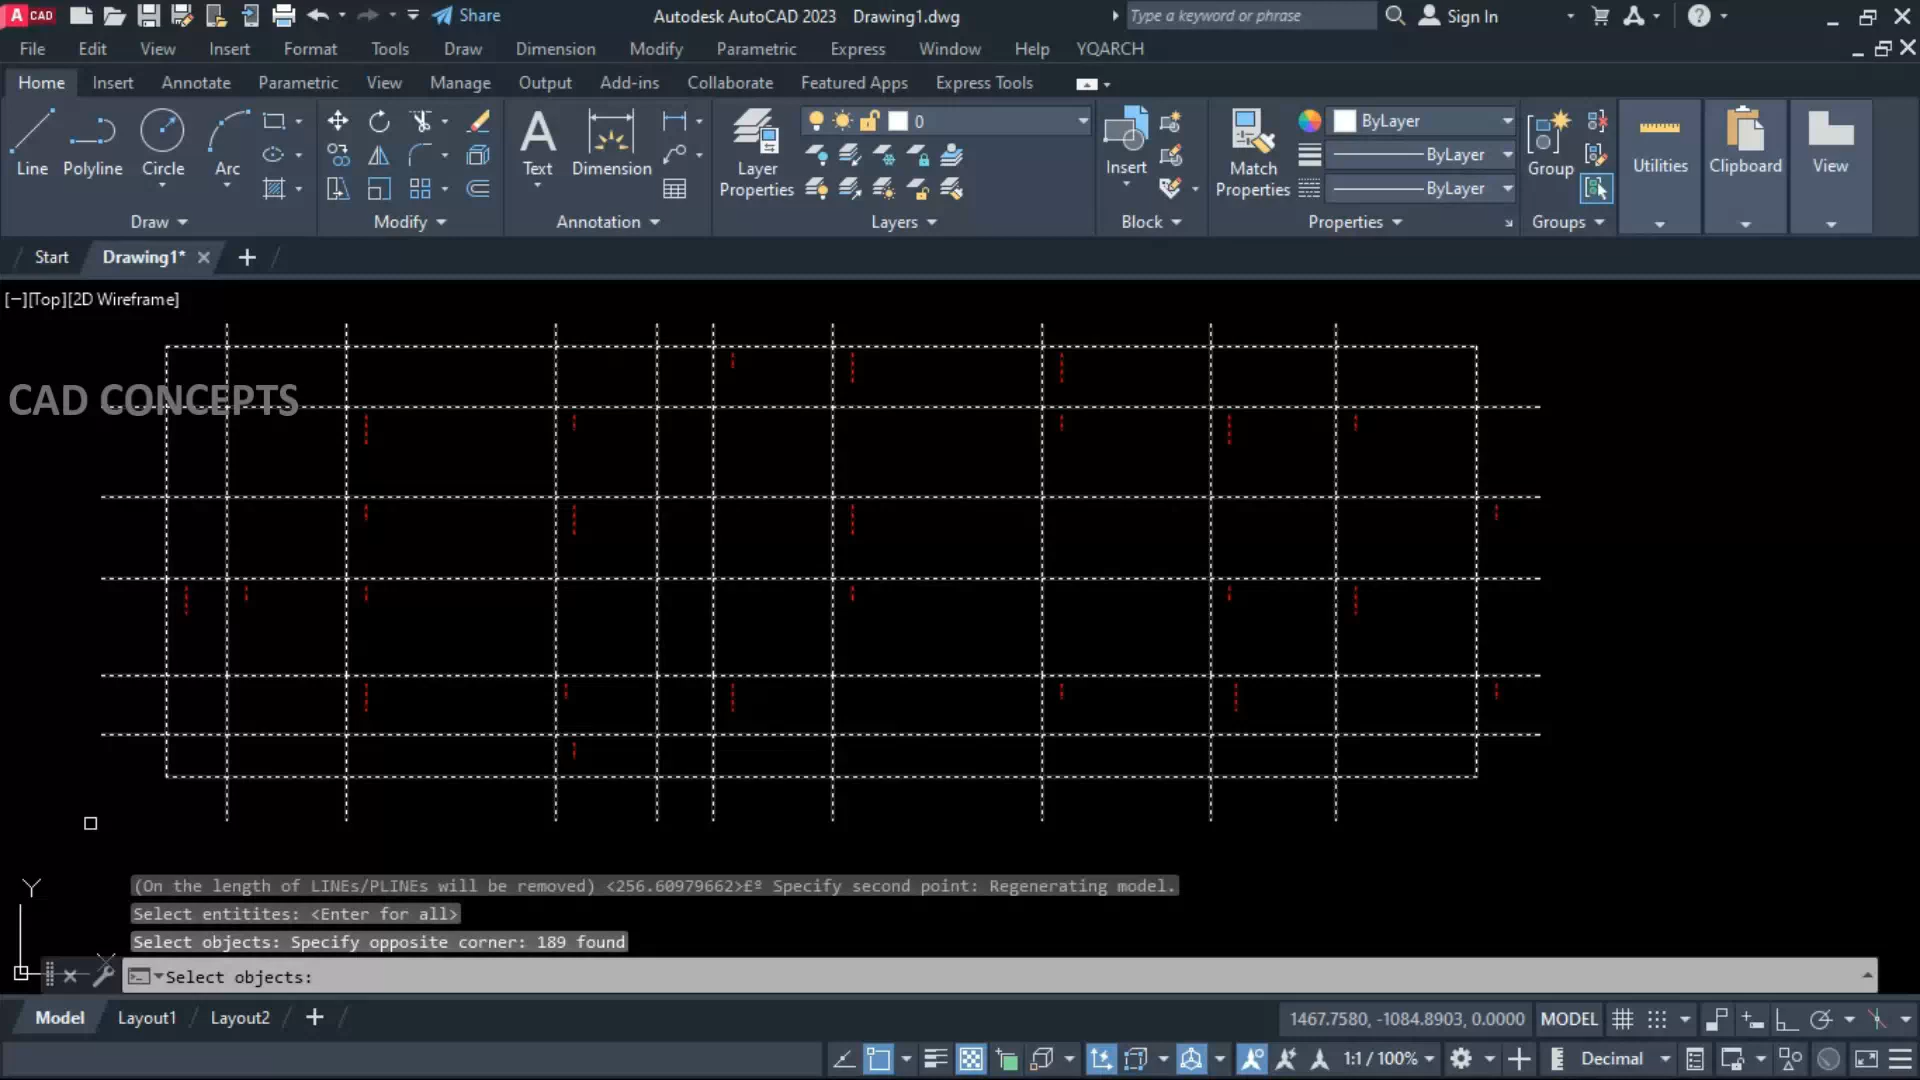 A CAD
Share
Autodesk AutoCAD 2023 Drawing1.dwg
Type a keyword or phrase
Sign In
File Edit View Insert Format Tools Draw Dimension Modify Parametric Express Window Help YQARCH
Home Insert Annotate Parametric View Manage Output Add-ins Collaborate Featured Apps Express Tools
Line Polyline Circle Arc
Text Dimension
Layer Properties
0
Insert
Match Properties
ByLayer
ByLayer
ByLayer
Group
Utilities Clipboard View
Draw Modify Annotation Layers Block Properties Groups
Start Drawing1* +
[−][Top][2D Wireframe]
CAD CONCEPTS
(On the length of LINEs/PLINEs will be removed) <256.60979662>£º Specify second point: Regenerating model.
Select entitites: <Enter for all>
Select objects: Specify opposite corner: 189 found
Select objects:
Y
X
Model Layout1 Layout2 +
1467.7580, -1084.8903, 0.0000 MODEL
1:1 / 100% Decimal